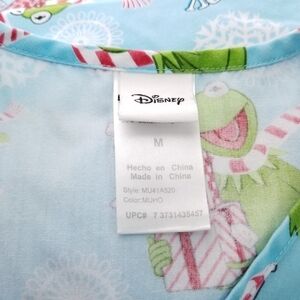 Disney
M
Hecho en China
Made in China
Style: MU41A520
Color: MUHO
UPC# 7 3731435457